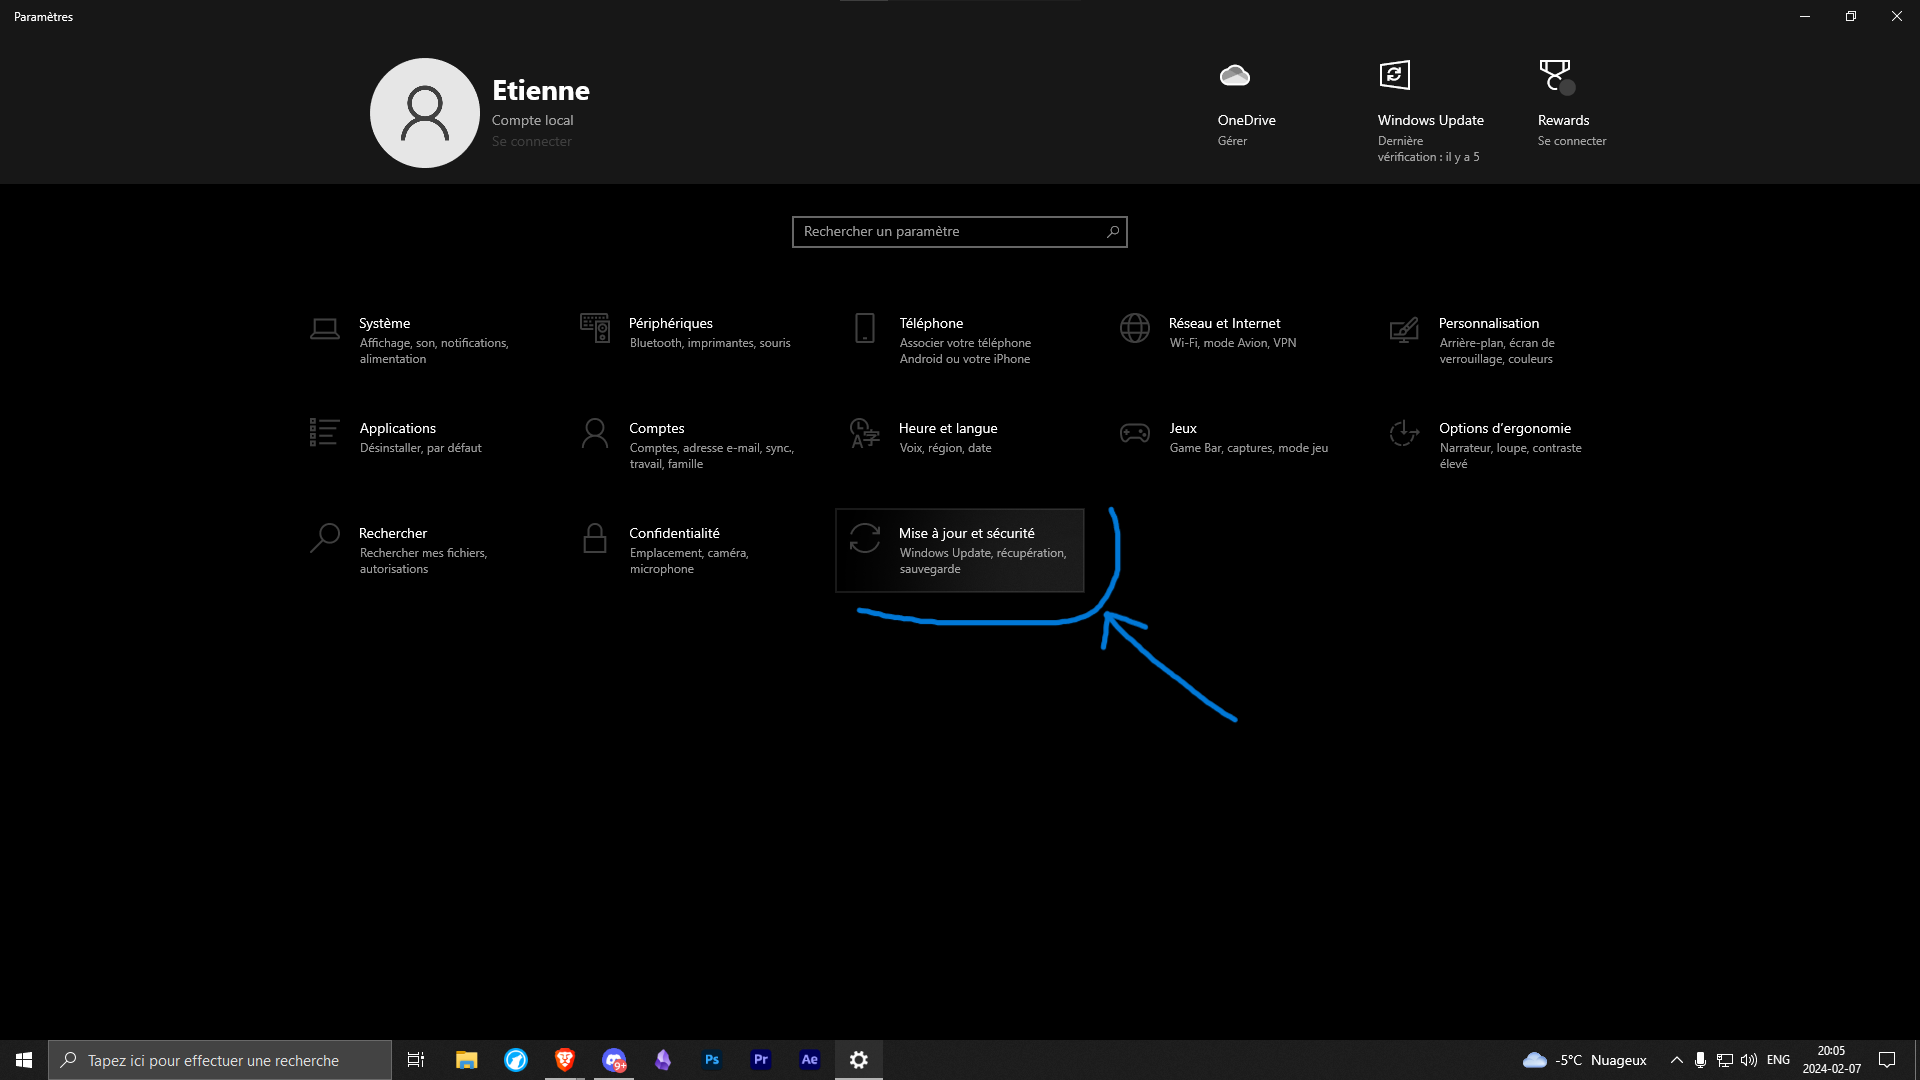 Paramètres
Etienne
Compte local
Se connecter
OneDrive
Gérer
Windows Update
Dernière
vérification : il y a 5
Rewards
Se connecter
Rechercher un paramètre
Système
Affichage, son, notifications,
alimentation
Périphériques
Bluetooth, imprimantes, souris
Téléphone
Associer votre téléphone
Android ou votre iPhone
Réseau et Internet
Wi-Fi, mode Avion, VPN
Personnalisation
Arrière-plan, écran de
verrouillage, couleurs
Applications
Désinstaller, par défaut
Comptes
Comptes, adresse e-mail, sync.,
travail, famille
Heure et langue
Voix, région, date
Jeux
Game Bar, captures, mode jeu
Options d’ergonomie
Narrateur, loupe, contraste
élevé
Rechercher
Rechercher mes fichiers,
autorisations
Confidentialité
Emplacement, caméra,
microphone
Mise à jour et sécurité
Windows Update, récupération,
sauvegarde
Tapez ici pour effectuer une recherche
9+
Ps
Pr
Ae
-5°C Nuageux
ENG
20:05
2024-02-07